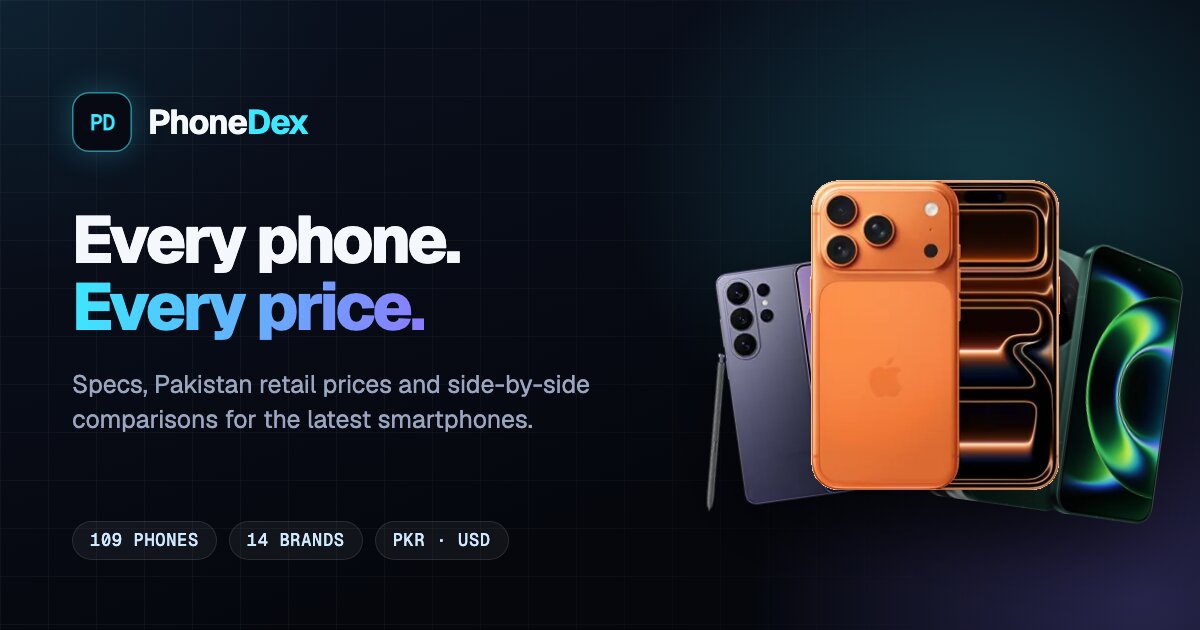 PD
PhoneDex
Every phone.
Every price.
Specs, Pakistan retail prices and side-by-side
comparisons for the latest smartphones.
109 PHONES
14 BRANDS
PKR · USD